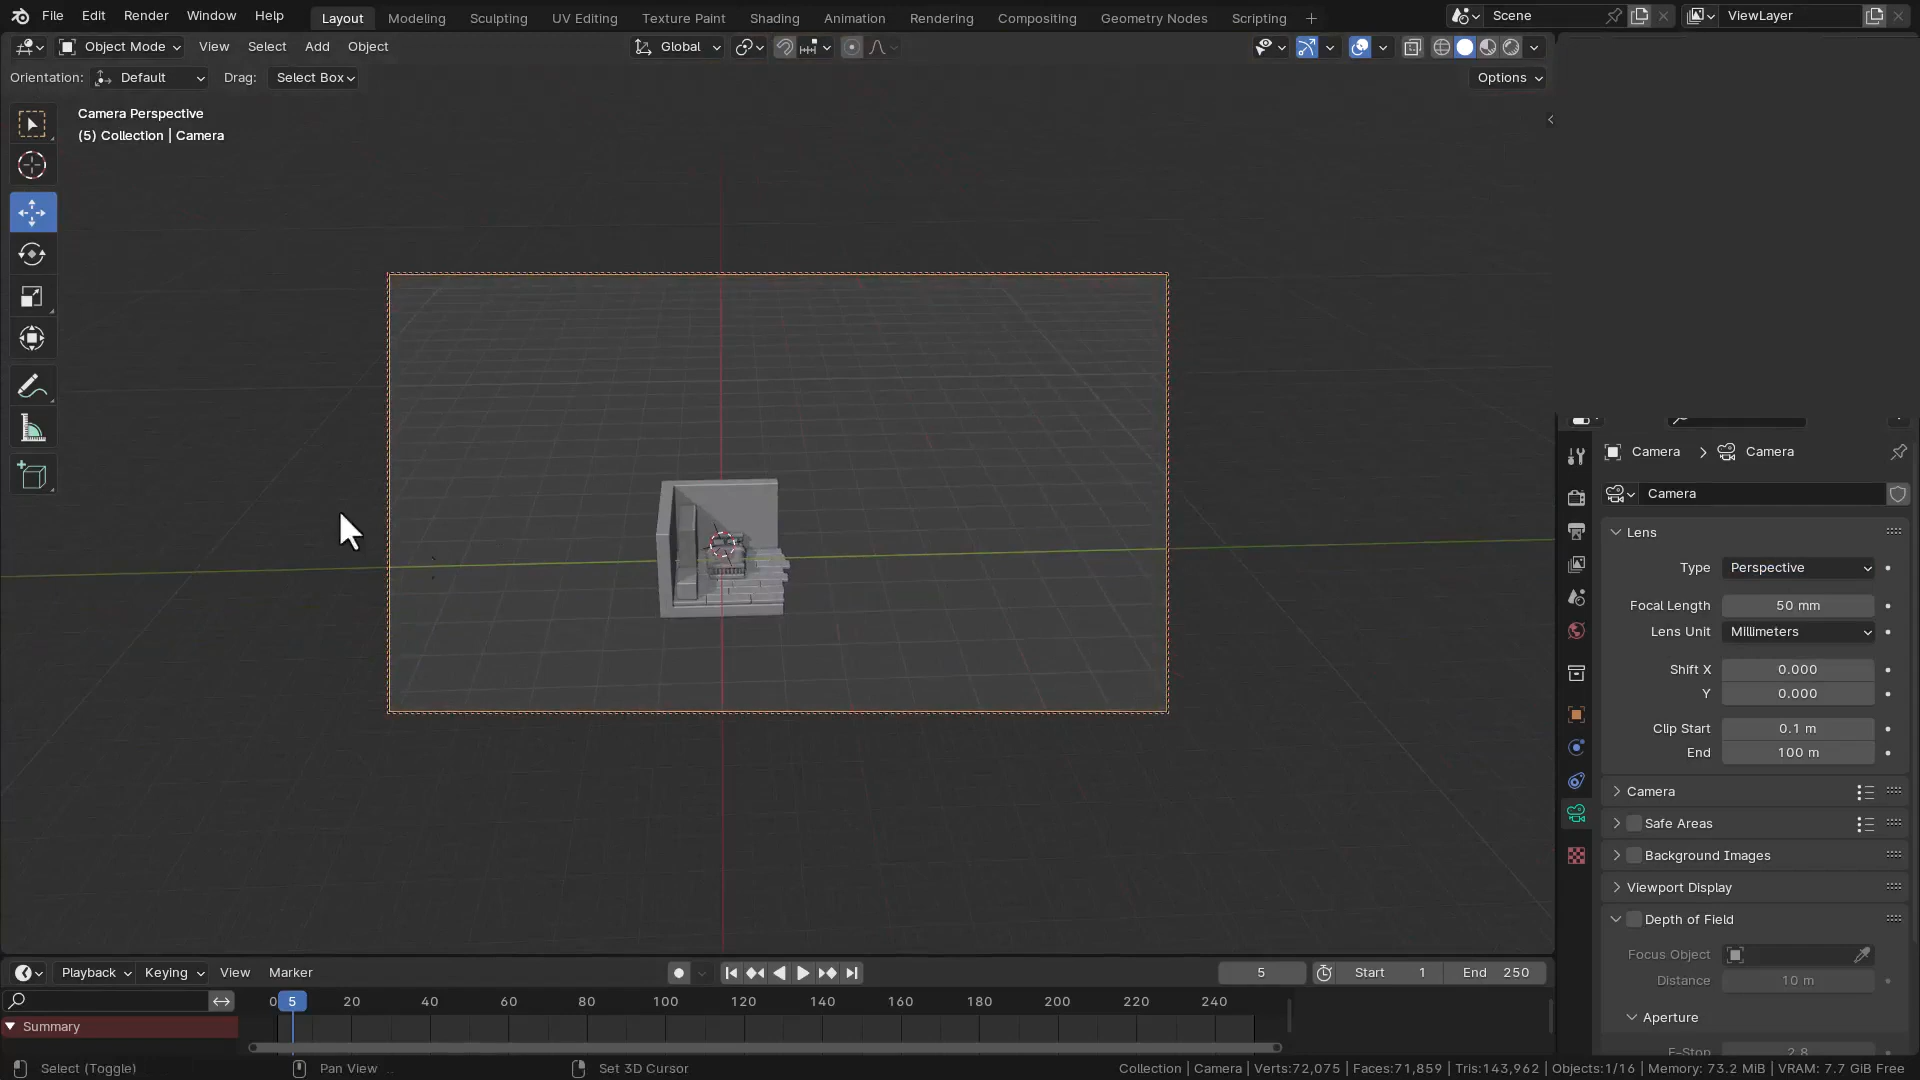 File Edit Render Window Help Layout Modeling Sculpting UV Editing Texture Paint Shading Animation Rendering Compositing Geometry Nodes Scripting + Scene ViewLayer
Object Mode View Select Add Object Global
Orientation: Default Drag: Select Box Options
Camera Perspective
(5) Collection | Camera
Camera > Camera
Camera
Lens
Type Perspective
Focal Length 50 mm
Lens Unit Millimeters
Shift X 0.000
Y 0.000
Clip Start 0.1 m
End 100 m
Camera
Safe Areas
Background Images
Viewport Display
Depth of Field
Focus Object
Distance 10 m
Aperture
F-Stop 2.8
Playback Keying View Marker 5 Start 1 End 250
0 5 20 40 60 80 100 120 140 160 180 200 220 240
Summary
Select (Toggle) Pan View Set 3D Cursor Collection | Camera | Verts:72,075 | Faces:71,859 | Tris:143,962 | Objects:1/16 | Memory: 73.2 MiB | VRAM: 7.7 GiB Free